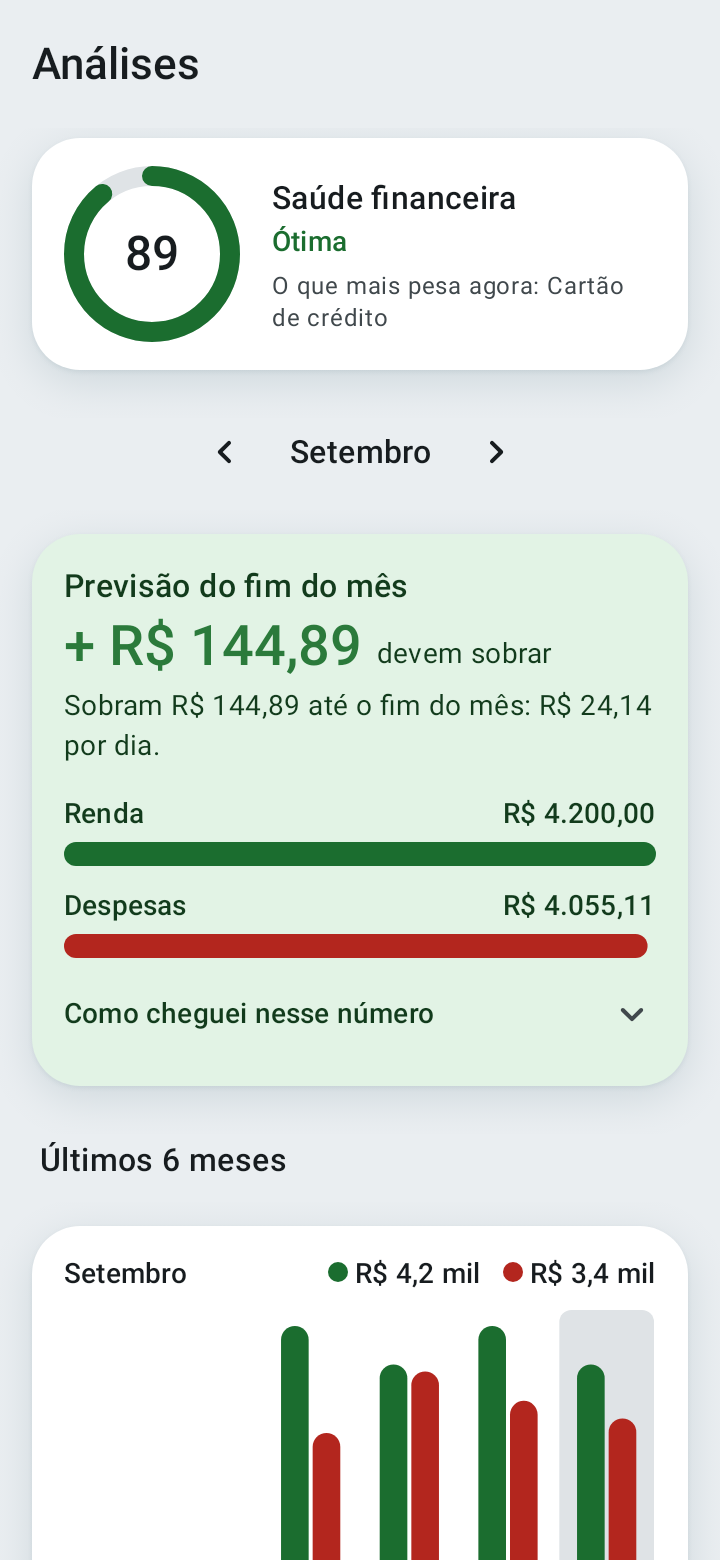 Análises
89
Saúde financeira
Ótima
O que mais pesa agora: Cartão
de crédito
Setembro
Previsão do fim do mês
+ R$ 144,89 devem sobrar
Sobram R$ 144,89 até o fim do mês: R$ 24,14
por dia.
Renda R$ 4.200,00
Despesas R$ 4.055,11
Como cheguei nesse número
Últimos 6 meses
Setembro R$ 4,2 mil R$ 3,4 mil